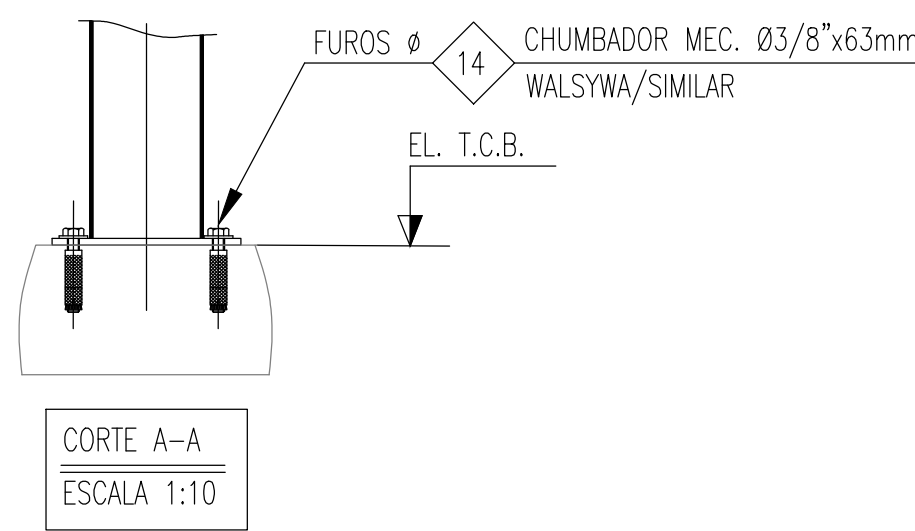 FUROS ø 14 CHUMBADOR MEC. Ø3/8"x63mm
WALSYWA/SIMILAR
EL. T.C.B.
CORTE A-A
ESCALA 1:10